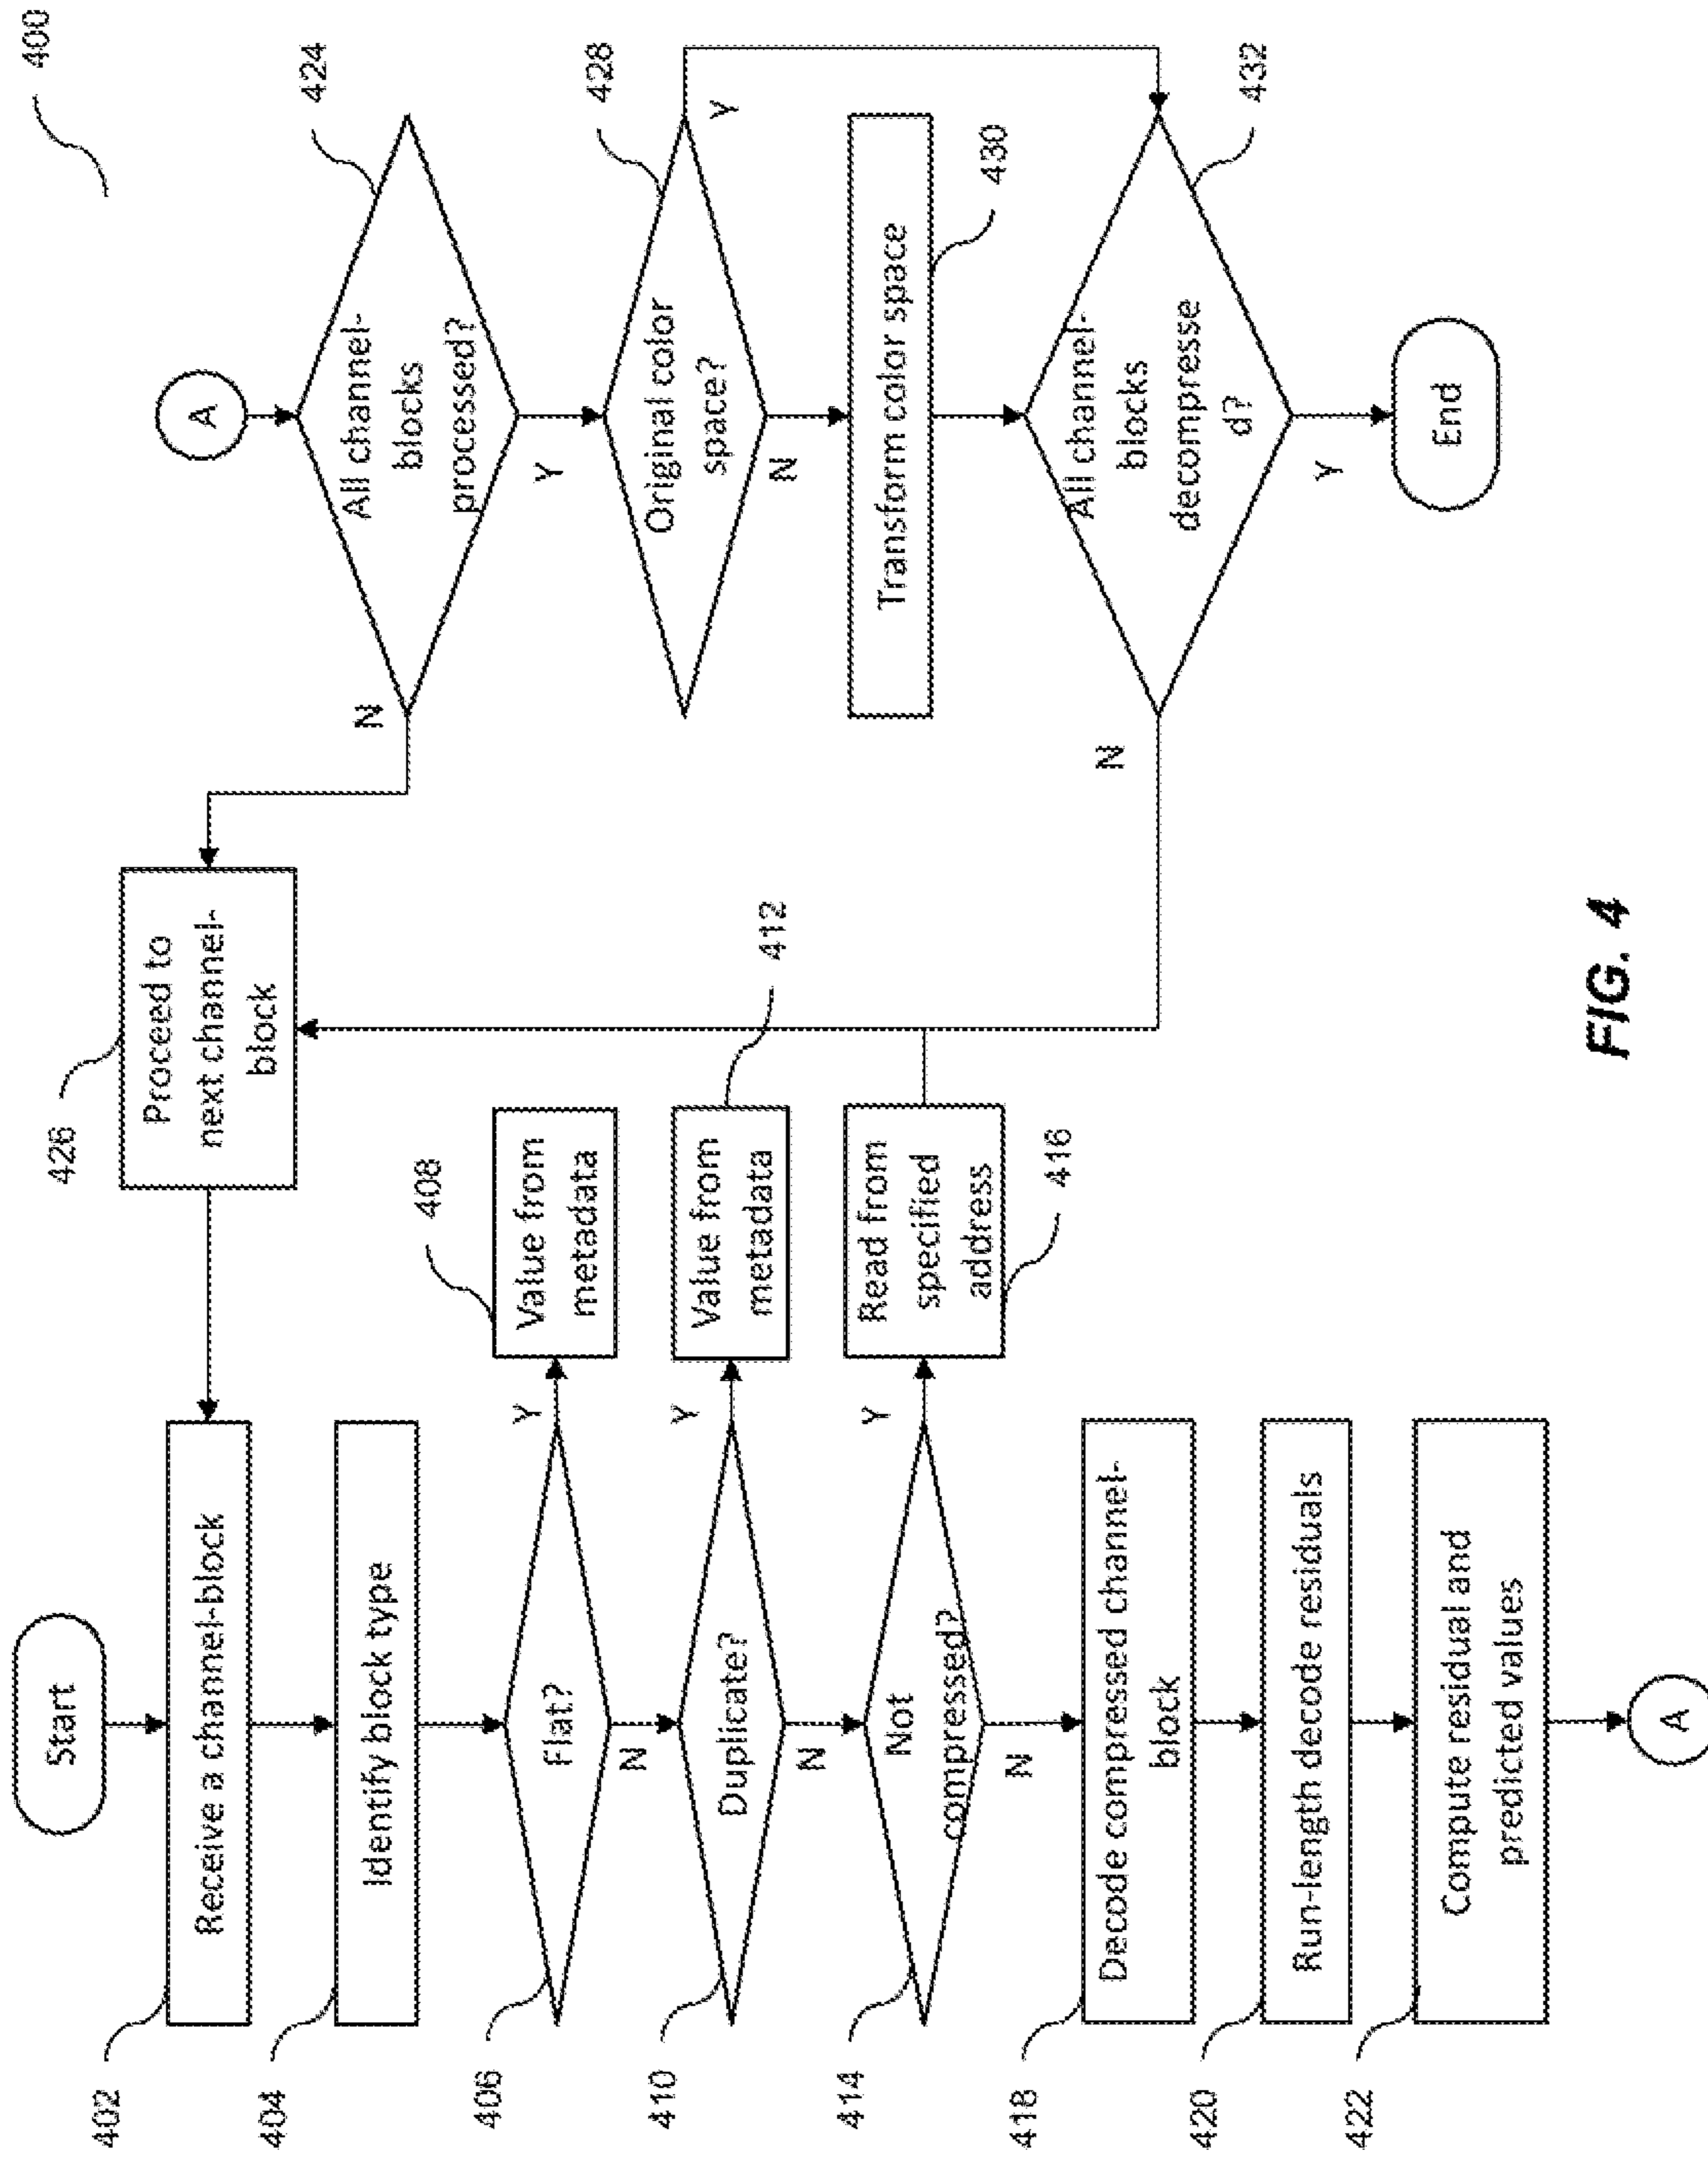 400
Start
402
Receive a channel-block
404
Identify block type
406
Flat?
Y
N
408
Value from
metadata
410
Duplicate?
Y
N
412
Value from
metadata
414
Not
compressed?
Y
N
416
Read from
specified
address
418
Decode compressed channel-
block
420
Run-length decode residuals
422
Compute residual and
predicted values
A
426
Proceed to
next channel-
block
A
424
All channel-
blocks
processed?
N
Y
428
Original color
space?
Y
N
430
Transform color space
432
All channel-
blocks
decompresse
d?
N
Y
End
FIG. 4